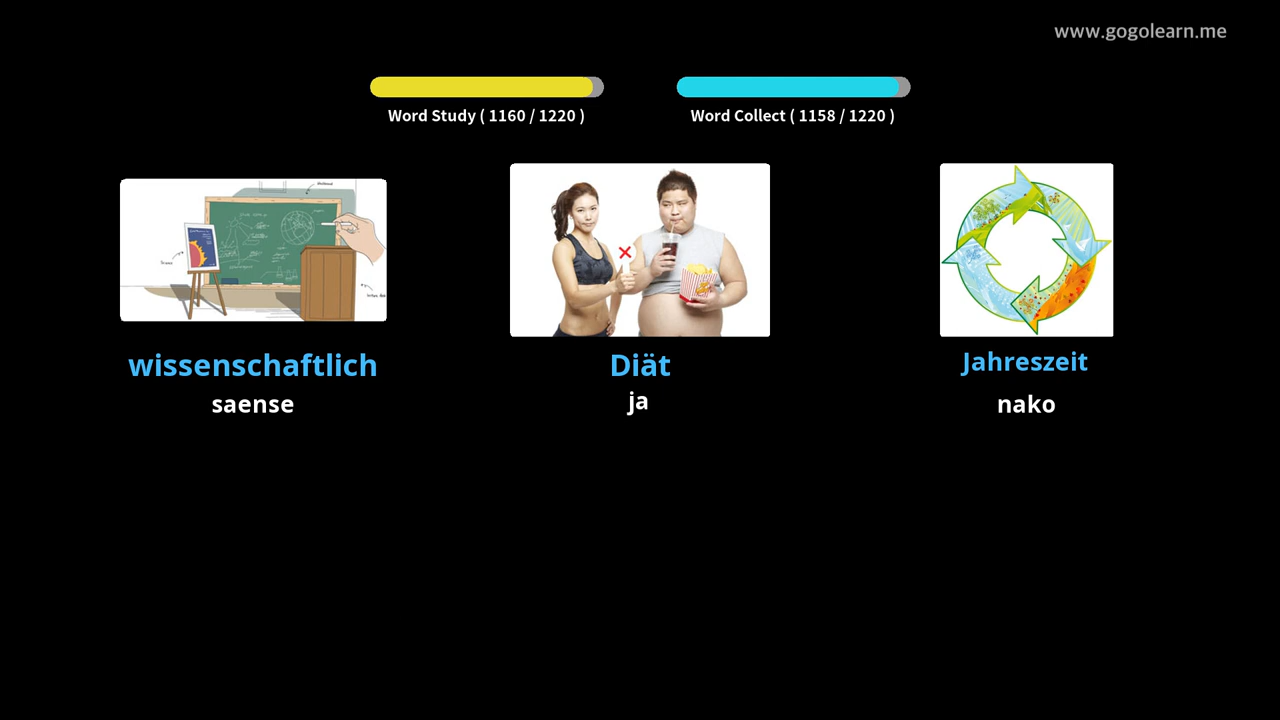 www.gogolearn.me
Word Study ( 1160 / 1220 )
Word Collect ( 1158 / 1220 )
wissenschaftlich
saense
Diät
ja
Jahreszeit
nako